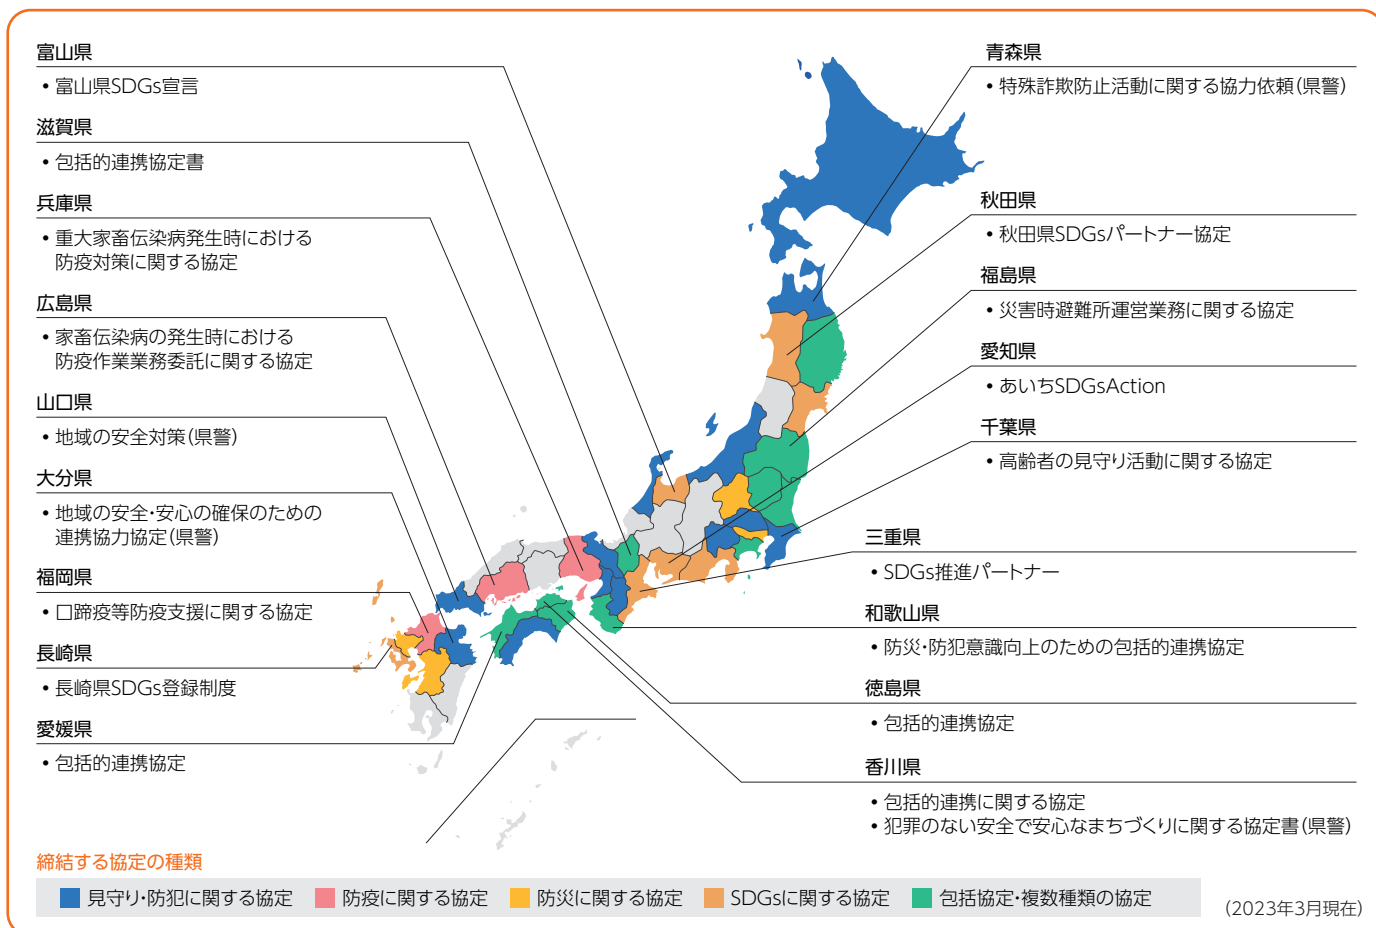 富山県
• 富山県SDGs宣言
滋賀県
• 包括的連携協定書
兵庫県
• 重大家畜伝染病発生時における
防疫対策に関する協定
広島県
• 家畜伝染病の発生時における
防疫作業業務委託に関する協定
山口県
• 地域の安全対策(県警)
大分県
• 地域の安全・安心の確保のための
連携協力協定(県警)
福岡県
• 口蹄疫等防疫支援に関する協定
長崎県
• 長崎県SDGs登録制度
愛媛県
• 包括的連携協定
青森県
• 特殊詐欺防止活動に関する協力依頼(県警)
秋田県
• 秋田県SDGsパートナー協定
福島県
• 災害時避難所運営業務に関する協定
愛知県
• あいちSDGsAction
千葉県
• 高齢者の見守り活動に関する協定
三重県
• SDGs推進パートナー
和歌山県
• 防災・防犯意識向上のための包括的連携協定
徳島県
• 包括的連携協定
香川県
• 包括的連携に関する協定
• 犯罪のない安全で安心なまちづくりに関する協定書(県警)
締結する協定の種類
見守り・防犯に関する協定 防疫に関する協定 防災に関する協定 SDGsに関する協定 包括協定・複数種類の協定
(2023年3月現在)